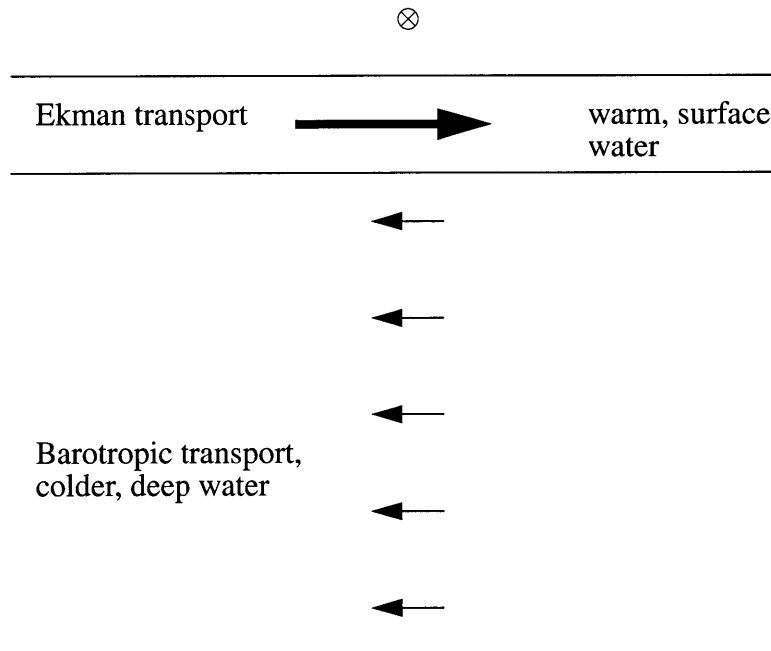 Ekman transport
warm, surface
water
Barotropic transport,
colder, deep water